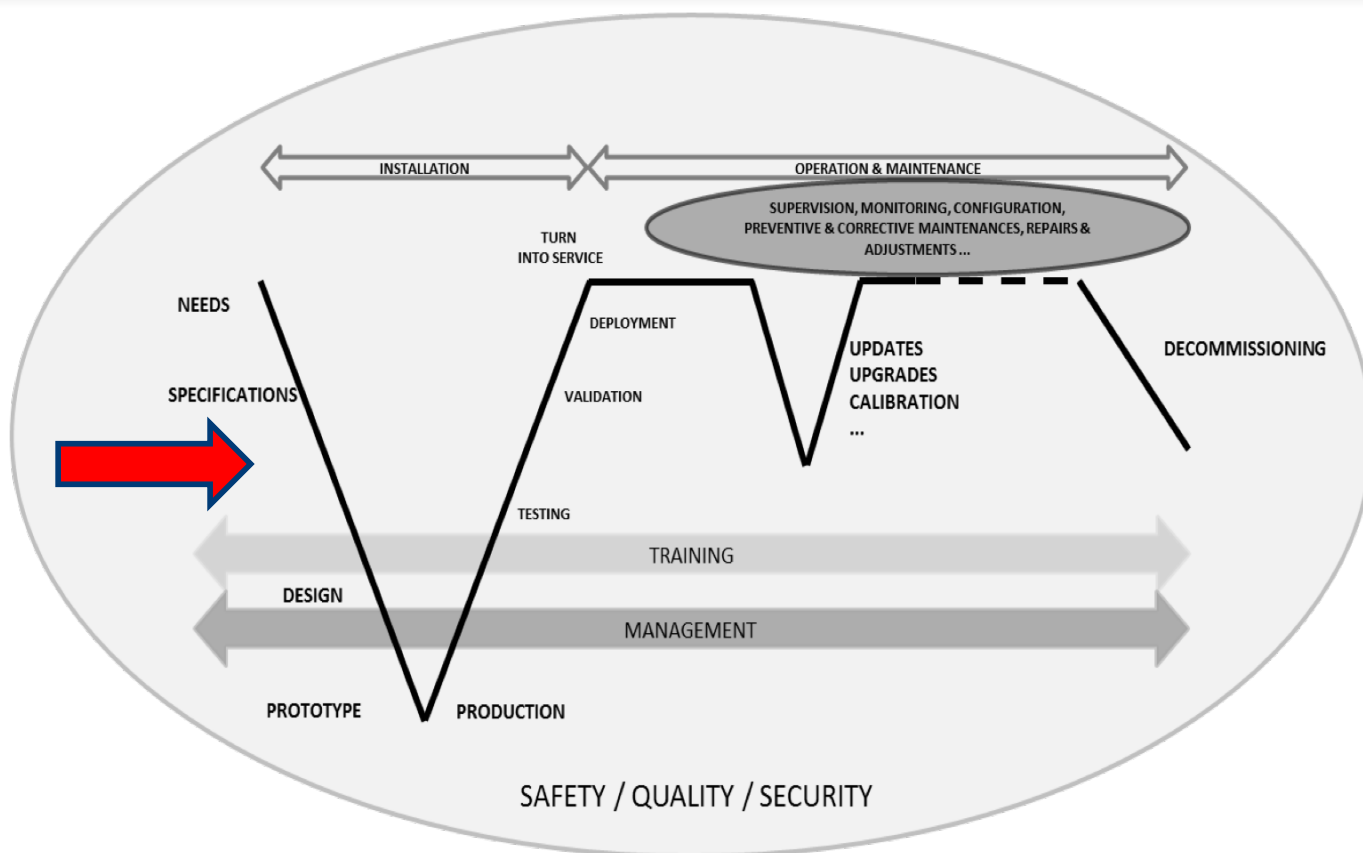 INSTALLATION
OPERATION & MAINTENANCE
SUPERVISION, MONITORING, CONFIGURATION,
PREVENTIVE & CORRECTIVE MAINTENANCES, REPAIRS &
ADJUSTMENTS ...
TURN
INTO SERVICE
NEEDS
DEPLOYMENT
UPDATES
UPGRADES
CALIBRATION
...
DECOMMISSIONING
SPECIFICATIONS
VALIDATION
TESTING
TRAINING
DESIGN
MANAGEMENT
PROTOTYPE
PRODUCTION
SAFETY / QUALITY / SECURITY